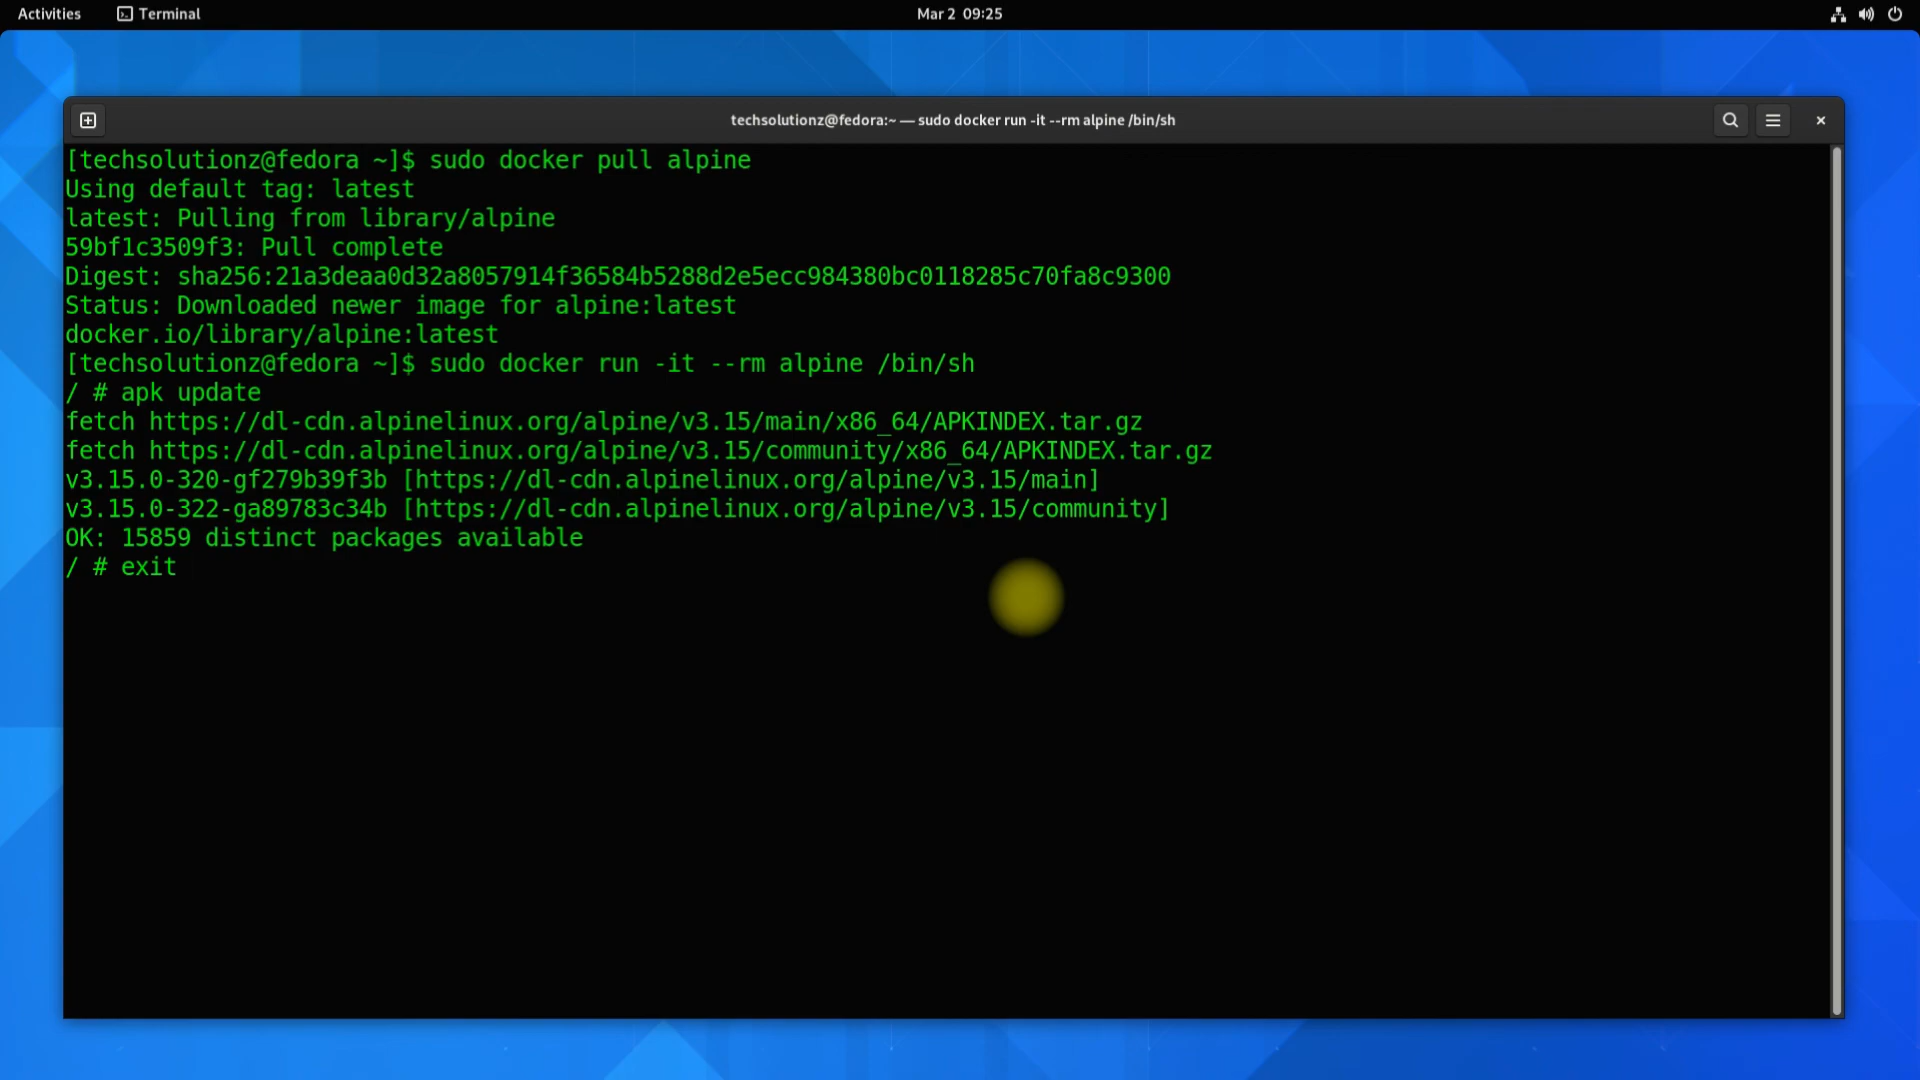 Activities Terminal Mar 2 09:25
techsolutionz@fedora:~ — sudo docker run -it --rm alpine /bin/sh
[techsolutionz@fedora ~]$ sudo docker pull alpine
Using default tag: latest
latest: Pulling from library/alpine
59bf1c3509f3: Pull complete
Digest: sha256:21a3deaa0d32a8057914f36584b5288d2e5ecc984380bc0118285c70fa8c9300
Status: Downloaded newer image for alpine:latest
docker.io/library/alpine:latest
[techsolutionz@fedora ~]$ sudo docker run -it --rm alpine /bin/sh
/ # apk update
fetch https://dl-cdn.alpinelinux.org/alpine/v3.15/main/x86_64/APKINDEX.tar.gz
fetch https://dl-cdn.alpinelinux.org/alpine/v3.15/community/x86_64/APKINDEX.tar.gz
v3.15.0-320-gf279b39f3b [https://dl-cdn.alpinelinux.org/alpine/v3.15/main]
v3.15.0-322-ga89783c34b [https://dl-cdn.alpinelinux.org/alpine/v3.15/community]
OK: 15859 distinct packages available
/ # exit